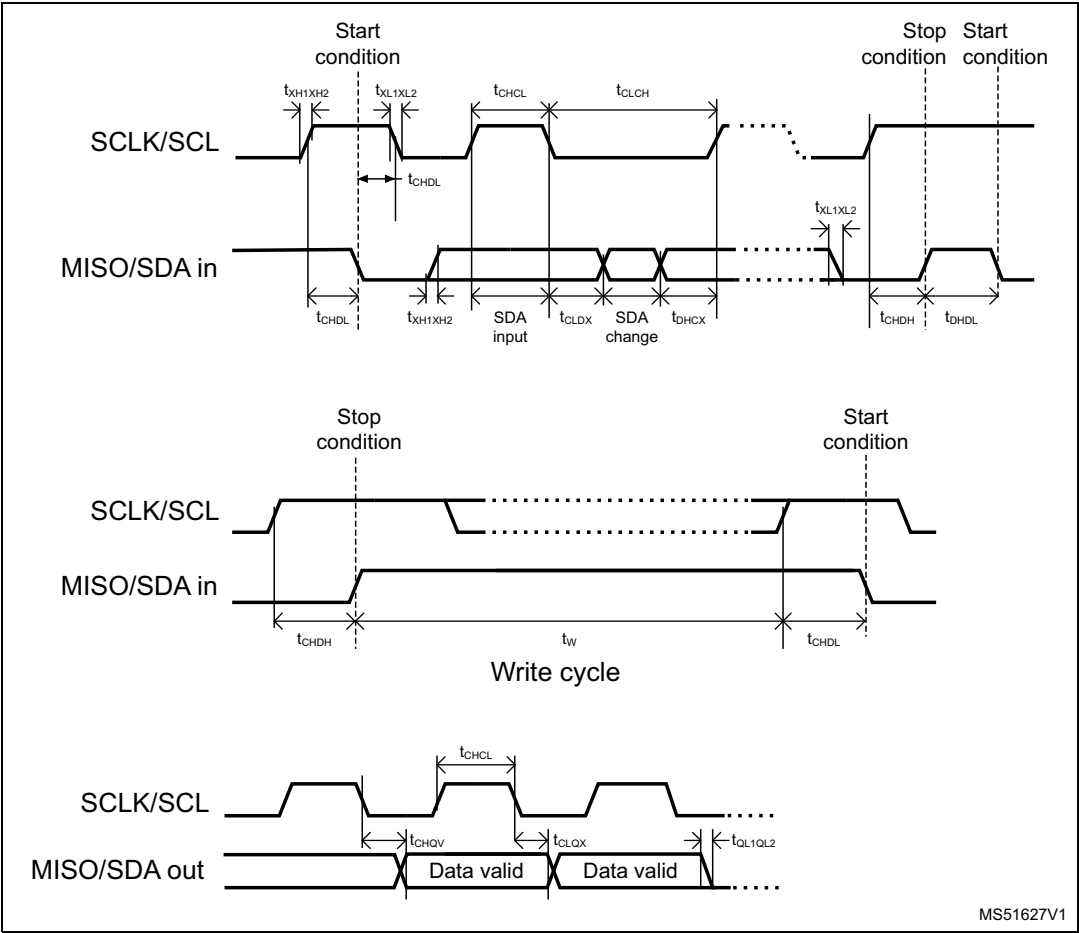 Start
condition
Stop
condition
Start
condition
tXH1XH2
tXL1XL2
tCHCL
tCLCH
SCLK/SCL
tCHDL
tXL1XL2
MISO/SDA in
tCHDL
tXH1XH2
SDA
input
tCLDX
SDA
change
tDHCX
tCHDH
tDHDL
Stop
condition
Start
condition
SCLK/SCL
MISO/SDA in
tCHDH
tW
tCHDL
Write cycle
tCHCL
SCLK/SCL
tCHQV
tCLQX
tQL1QL2
MISO/SDA out
Data valid
Data valid
MS51627V1